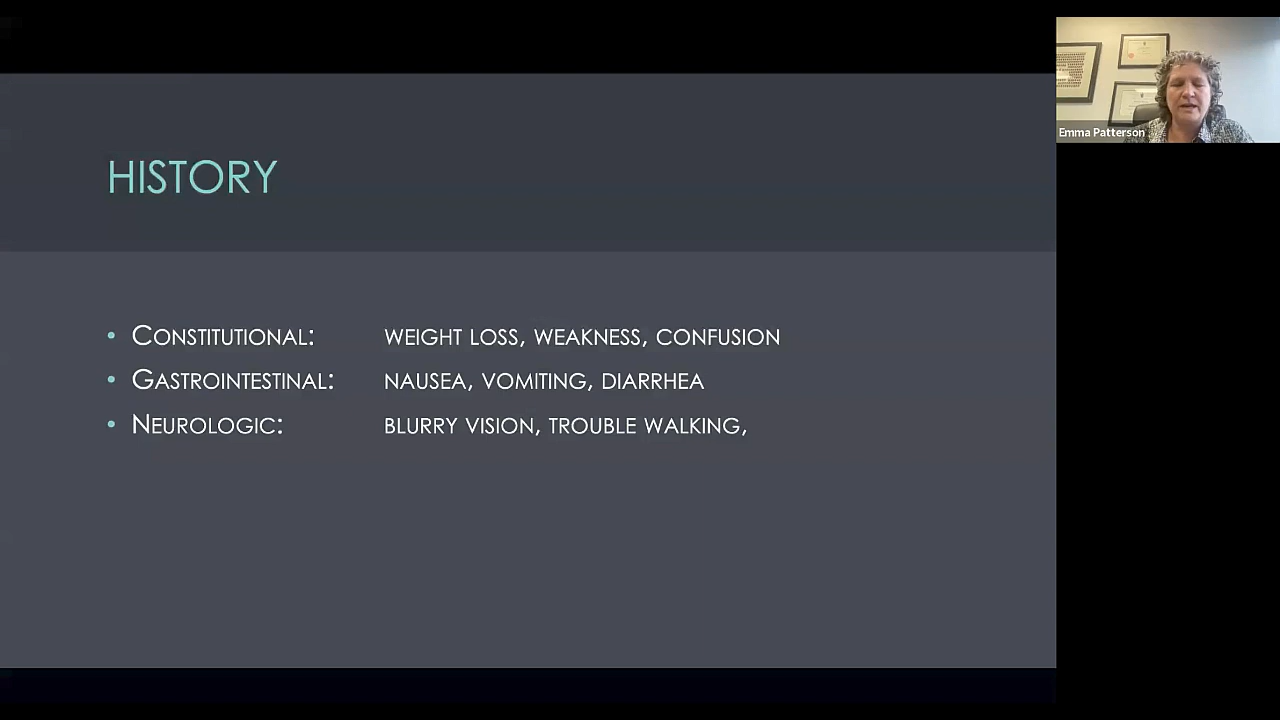 HISTORY
• CONSTITUTIONAL: WEIGHT LOSS, WEAKNESS, CONFUSION
• GASTROINTESTINAL: NAUSEA, VOMITING, DIARRHEA
• NEUROLOGIC: BLURRY VISION, TROUBLE WALKING,
Emma Patterson